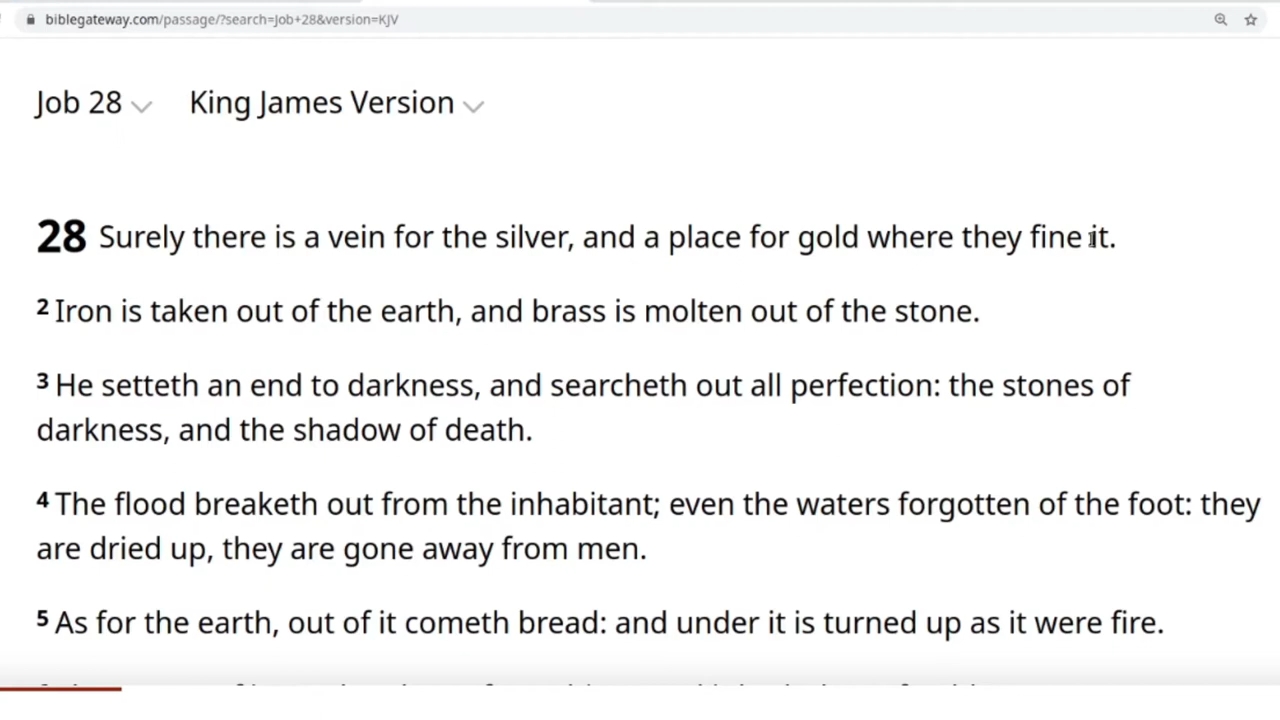 biblegateway.com/passage/?search=Job+28&version=KJV
Job 28 King James Version
28 Surely there is a vein for the silver, and a place for gold where they fine it.
2 Iron is taken out of the earth, and brass is molten out of the stone.
3 He setteth an end to darkness, and searcheth out all perfection: the stones of
darkness, and the shadow of death.
4 The flood breaketh out from the inhabitant; even the waters forgotten of the foot: they
are dried up, they are gone away from men.
5 As for the earth, out of it cometh bread: and under it is turned up as it were fire.